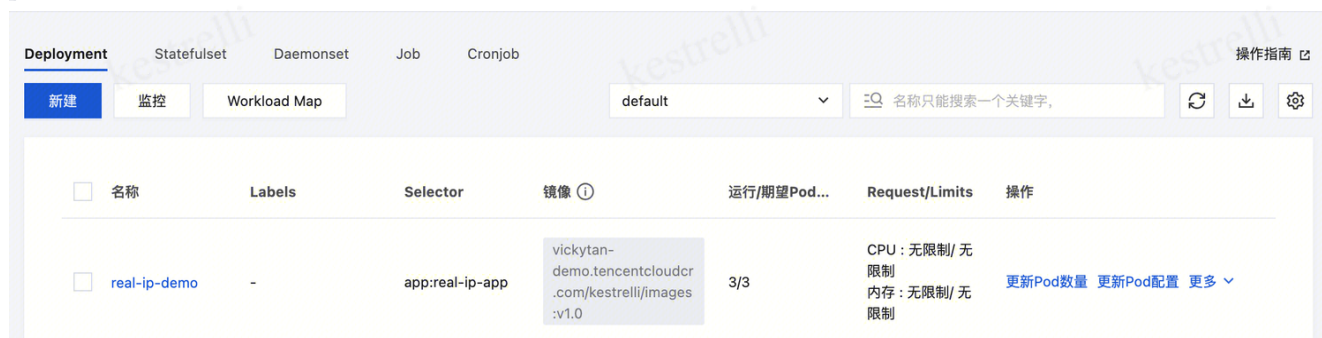 kestrelli kestrelli kestrelli
Deployment Statefulset Daemonset Job Cronjob 操作指南
新建 监控 Workload Map default 名称只能搜索一个关键字,
名称 Labels Selector 镜像 运行/期望Pod... Request/Limits 操作
real-ip-demo - app:real-ip-app
vickytan-
demo.tencentcloudcr
.com/kestrelli/images
:v1.0
3/3
CPU : 无限制/ 无
限制
内存 : 无限制/ 无
限制
更新Pod数量 更新Pod配置 更多